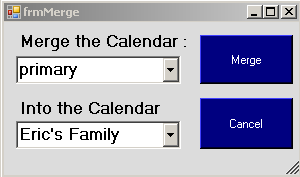 frmMerge
Merge the Calendar :
primary
Merge
Into the Calendar
Eric's Family
Cancel